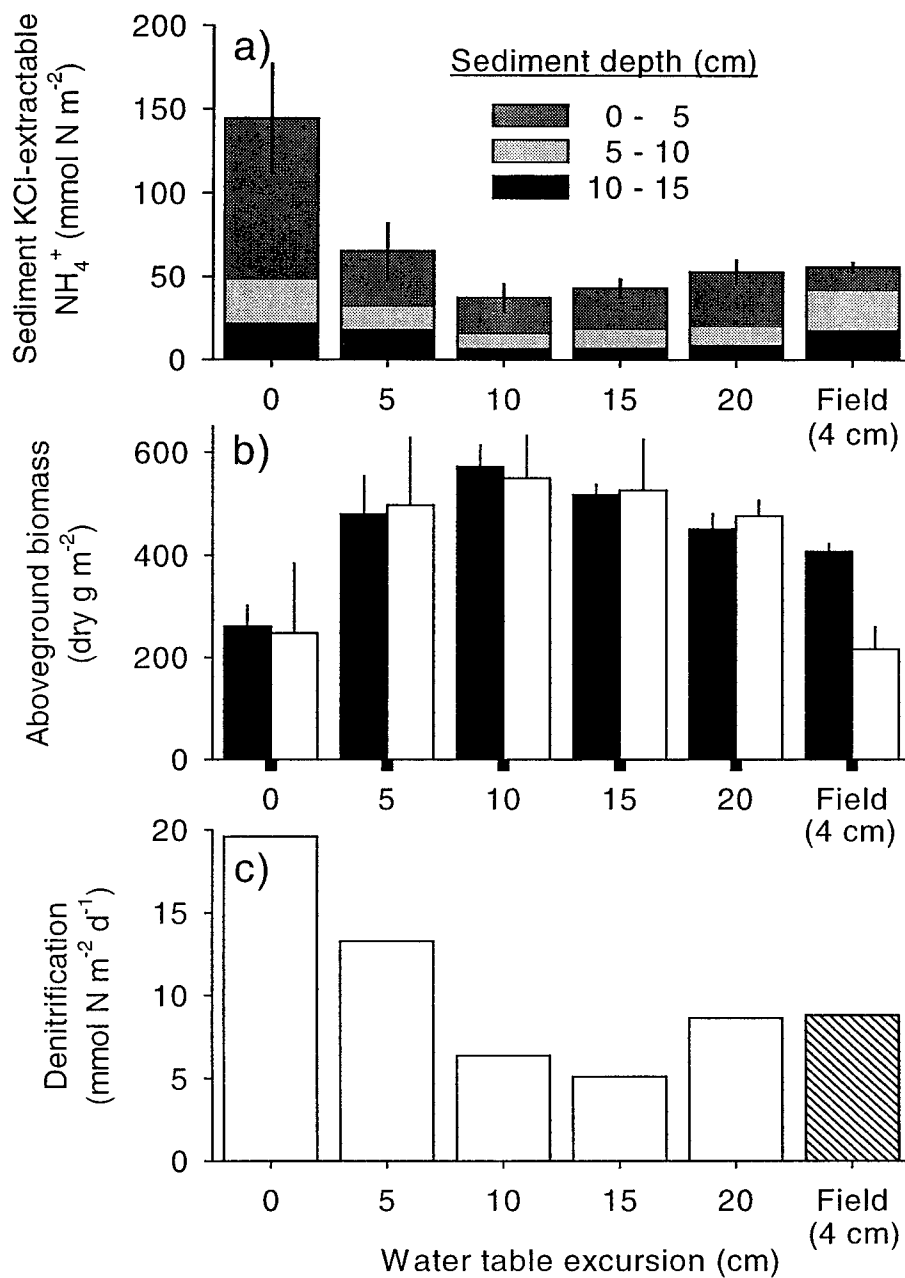 a)
Sediment KCl-extractable
NH₄⁺ (mmol N m⁻²)
200
150
100
50
0
Sediment depth (cm)
0 - 5
5 - 10
10 - 15
0 5 10 15 20 Field
(4 cm)
b)
Aboveground biomass
(dry g m⁻²)
600
400
200
0
0 5 10 15 20 Field
(4 cm)
c)
Denitrification
(mmol N m⁻² d⁻¹)
20
15
10
5
0
0 5 10 15 20 Field
(4 cm)
Water table excursion (cm)